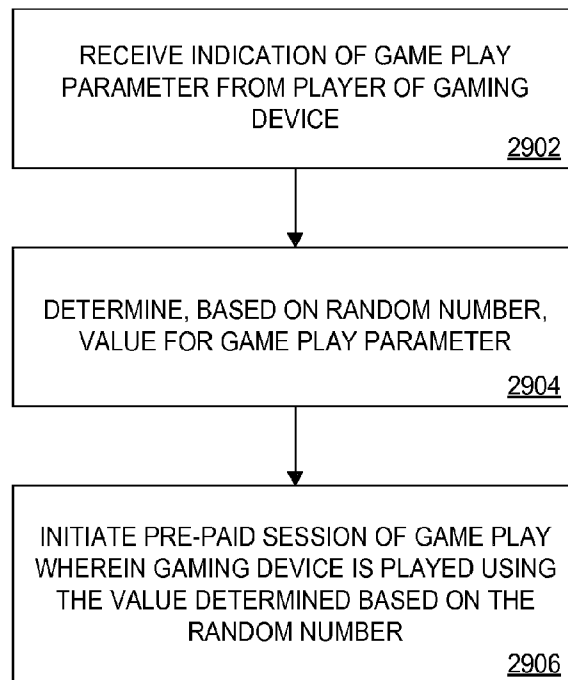 RECEIVE INDICATION OF GAME PLAY
PARAMETER FROM PLAYER OF GAMING
DEVICE
2902
DETERMINE, BASED ON RANDOM NUMBER,
VALUE FOR GAME PLAY PARAMETER
2904
INITIATE PRE-PAID SESSION OF GAME PLAY
WHEREIN GAMING DEVICE IS PLAYED USING
THE VALUE DETERMINED BASED ON THE
RANDOM NUMBER
2906